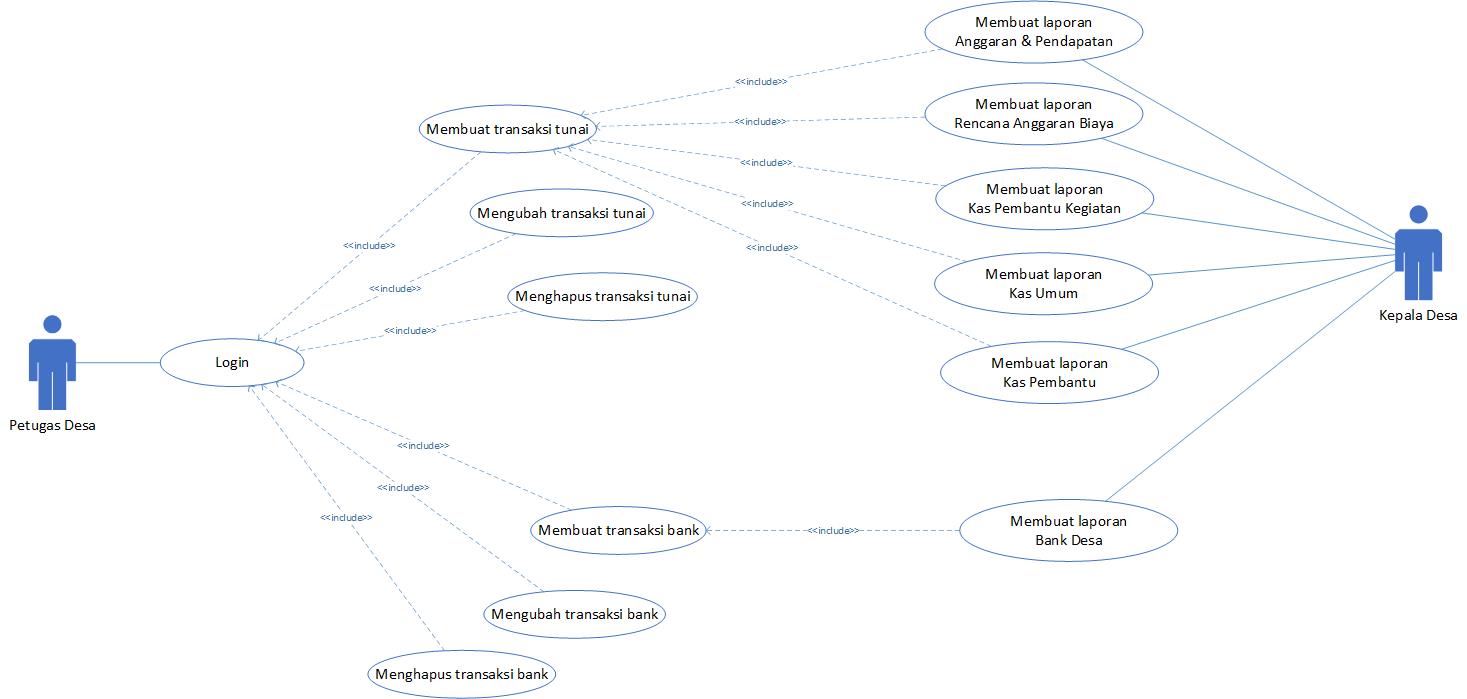 Membuat laporan
Anggaran & Pendapatan
<<include>>
Membuat laporan
Rencana Anggaran Biaya
<<include>>
Membuat transaksi tunai
<<include>>
Membuat laporan
Kas Pembantu Kegiatan
<<include>>
Mengubah transaksi tunai
<<include>>
<<include>>
Membuat laporan
Kas Umum
<<include>>
Menghapus transaksi tunai
Kepala Desa
<<include>>
Login
Membuat laporan
Kas Pembantu
Petugas Desa
<<include>>
<<include>>
<<include>>
Membuat transaksi bank
<<include>>
Membuat laporan
Bank Desa
Mengubah transaksi bank
Menghapus transaksi bank